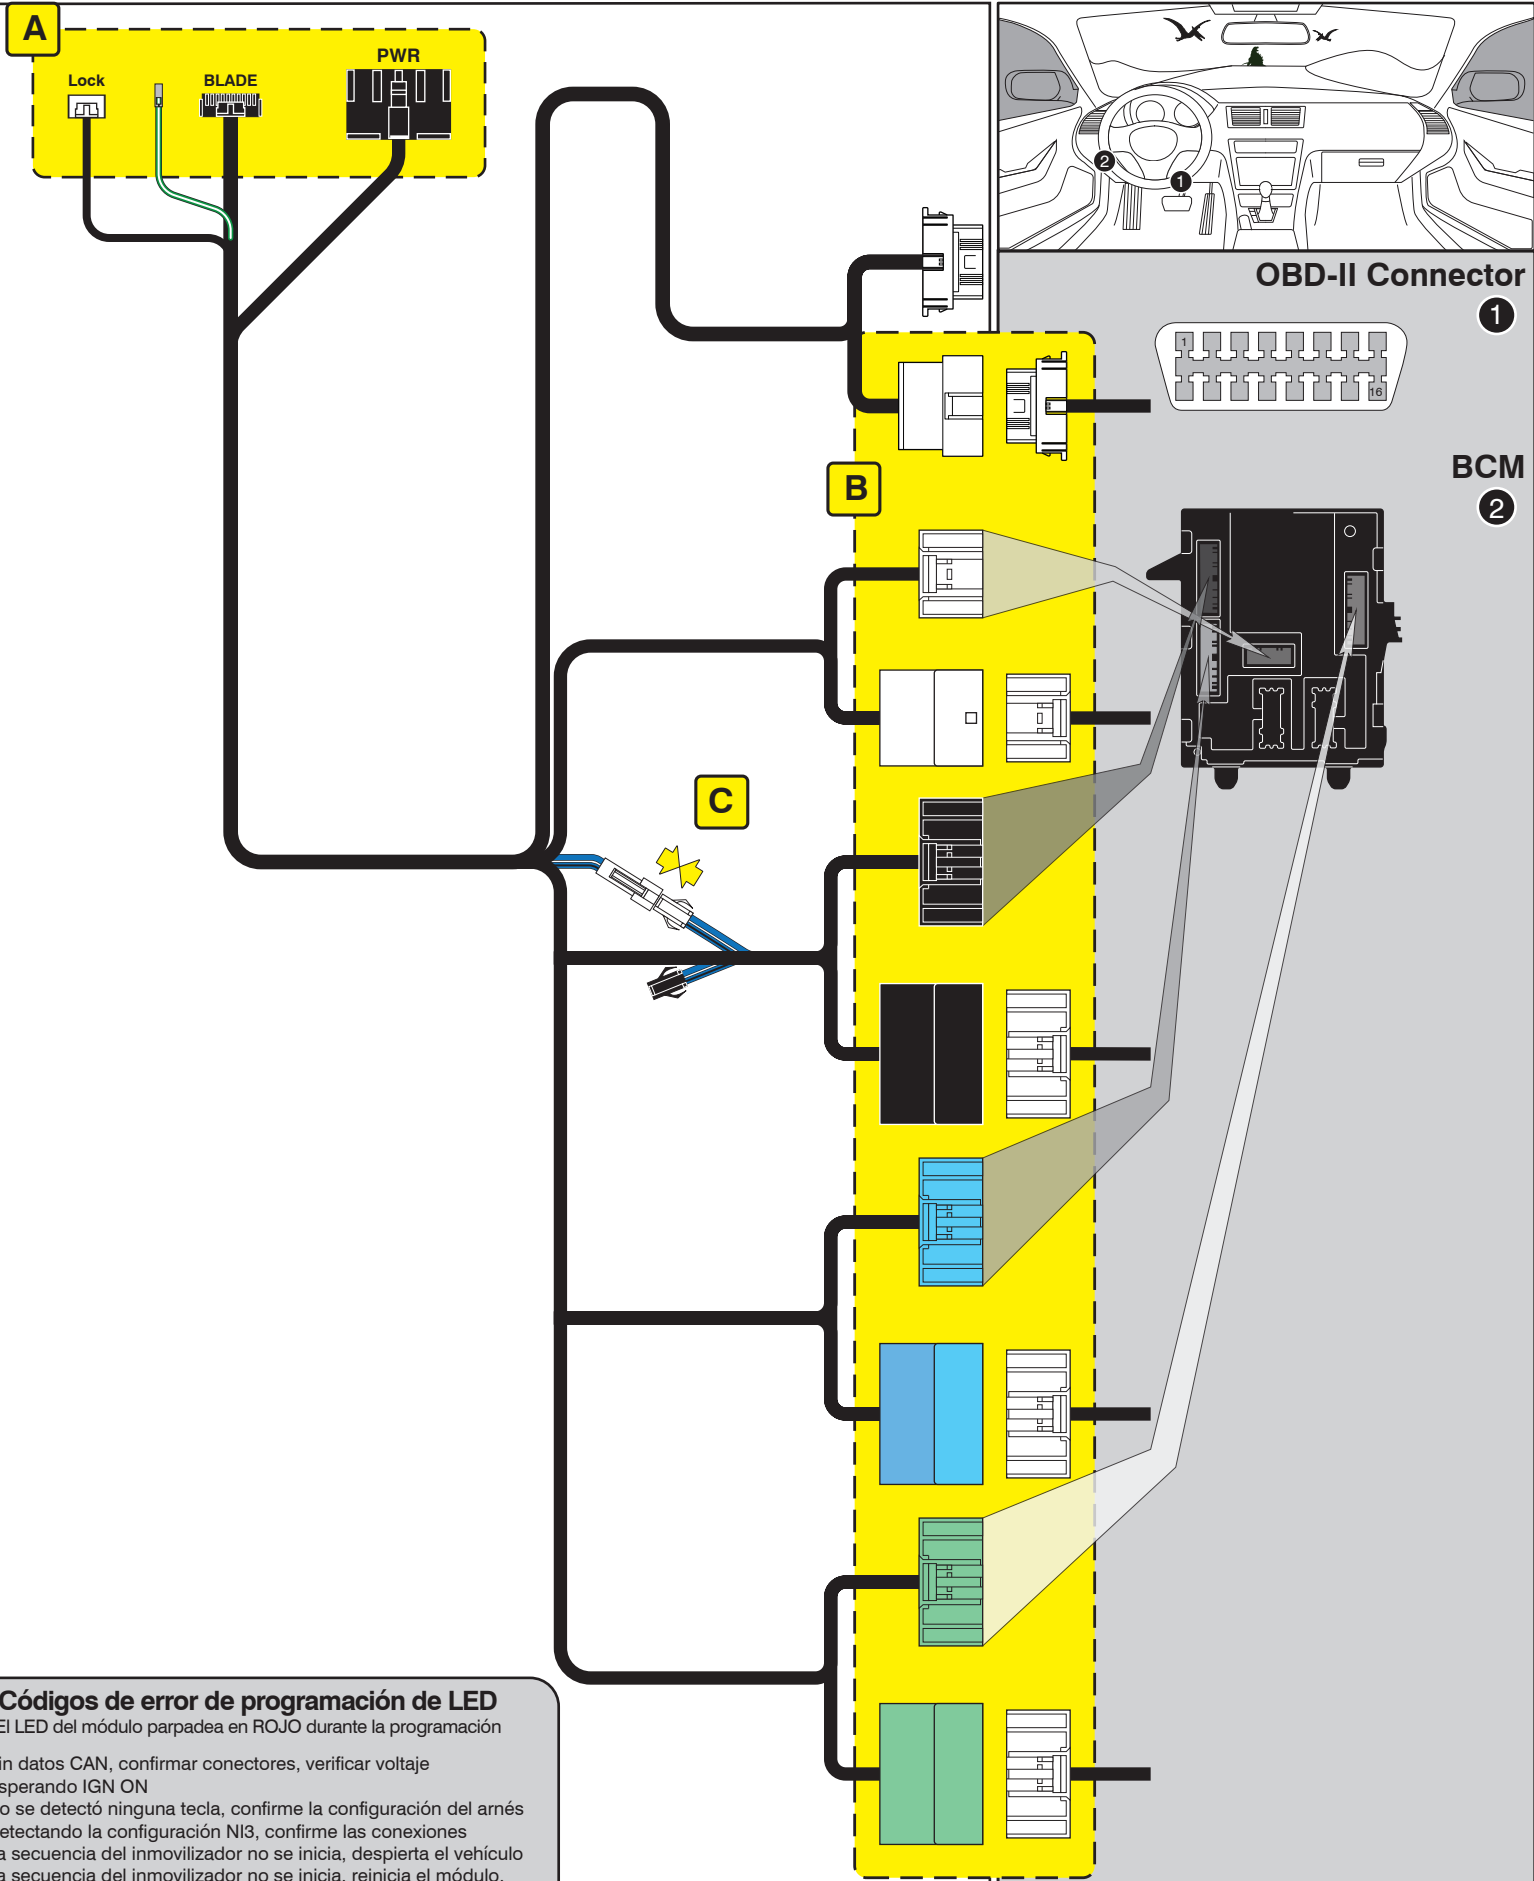 A
Lock
BLADE
PWR
2
1
OBD-II Connector
1
1
16
B
BCM
2
C
Códigos de error de programación de LED
El LED del módulo parpadea en ROJO durante la programación
in datos CAN, confirmar conectores, verificar voltaje
sperando IGN ON
o se detectó ninguna tecla, confirme la configuración del arnés
etectando la configuración NI3, confirme las conexiones
a secuencia del inmovilizador no se inicia, despierta el vehículo
a secuencia del inmovilizador no se inicia, reinicia el módulo,